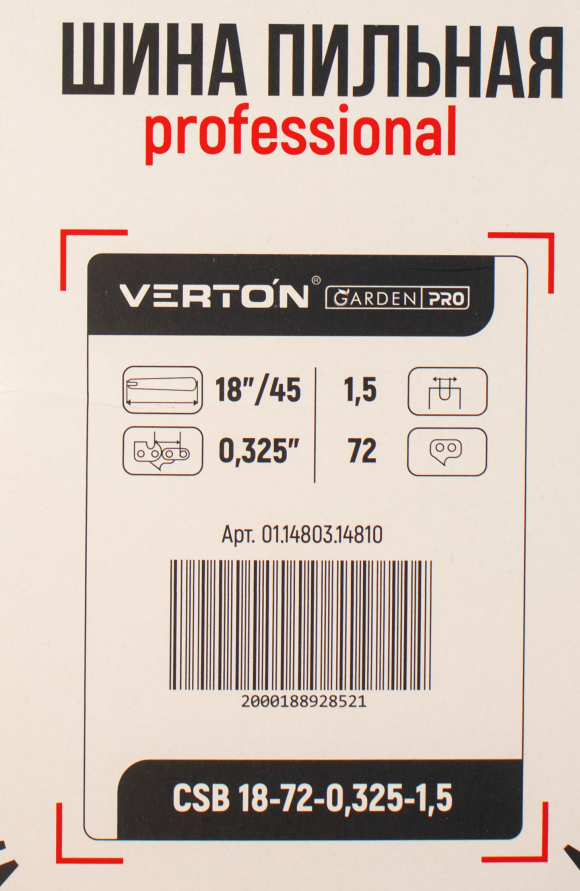 ШИНА ПИЛЬНАЯ
professional
VERTON® GARDEN PRO
18"/45 1,5
0,325" 72
Арт. 01.14803.14810
2000188928521
CSB 18-72-0,325-1,5